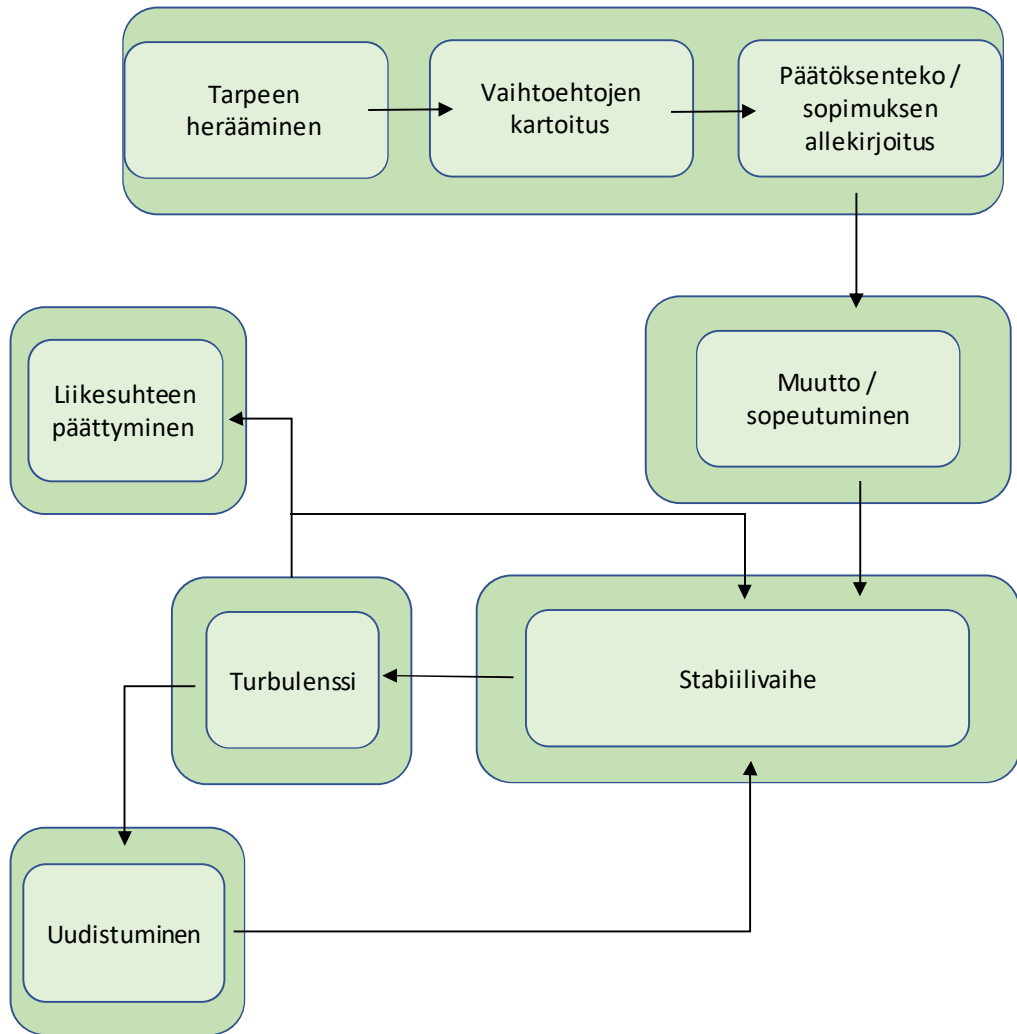 Tarpeen
herääminen
Vaihtoehtojen
kartoitus
Päätöksenteko /
sopimuksen
allekirjoitus
Liikesuhteen
päättyminen
Muutto /
sopeutuminen
Turbulenssi
Stabiilivaihe
Uudistuminen